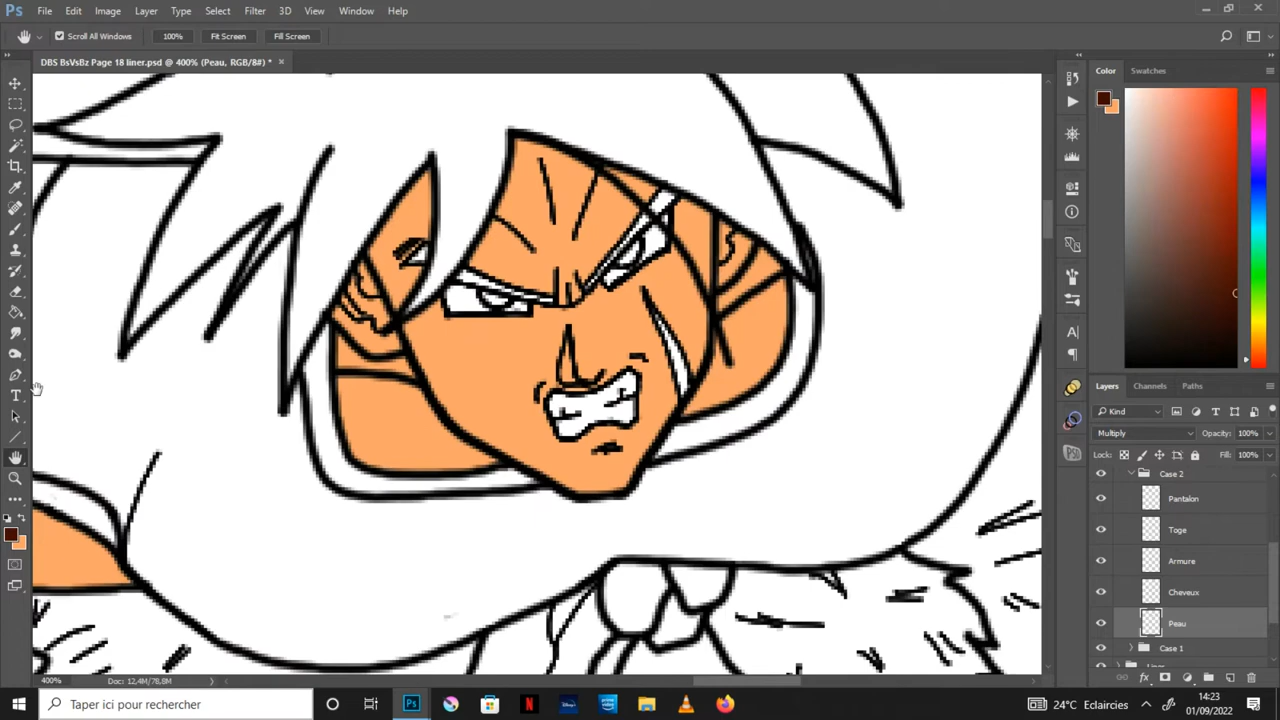 Ps File Edit Image Layer Type Select Filter 3D View Window Help
Scroll All Windows 100% Fit Screen Fill Screen
DBS BsVsBz Page 18 liner.psd @ 400% (Peau, RGB/8#) *
Color Swatches
Layers Channels Paths
Kind
Multiply Opacity: 100%
Lock: Fill: 100%
Case 2
Pantalon
Toge
Armure
Cheveux
Peau
Case 1
400% Doc: 12,4M/78,8M
Taper ici pour rechercher
24°C Éclaircies
14:23
01/09/2022